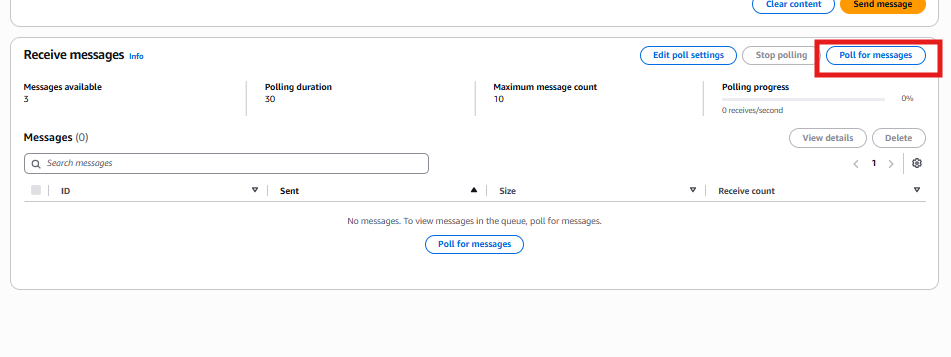 Clear content Send message
Receive messages Info Edit poll settings Stop polling Poll for messages
Messages available Polling duration Maximum message count Polling progress
3 30 10 0%
0 receives/second
Messages (0) View details Delete
Search messages 1
ID Sent Size Receive count
No messages. To view messages in the queue, poll for messages.
Poll for messages